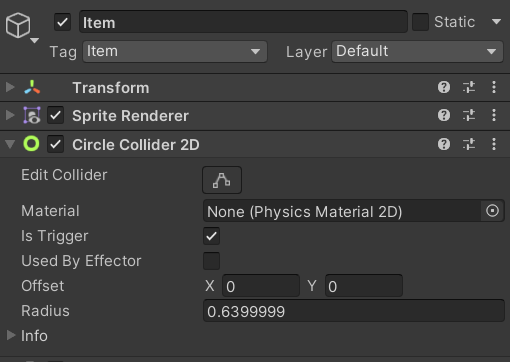 Item Static
Tag Item Layer Default
Transform
Sprite Renderer
Circle Collider 2D
Edit Collider
Material None (Physics Material 2D)
Is Trigger
Used By Effector
Offset X 0 Y 0
Radius 0.6399999
Info